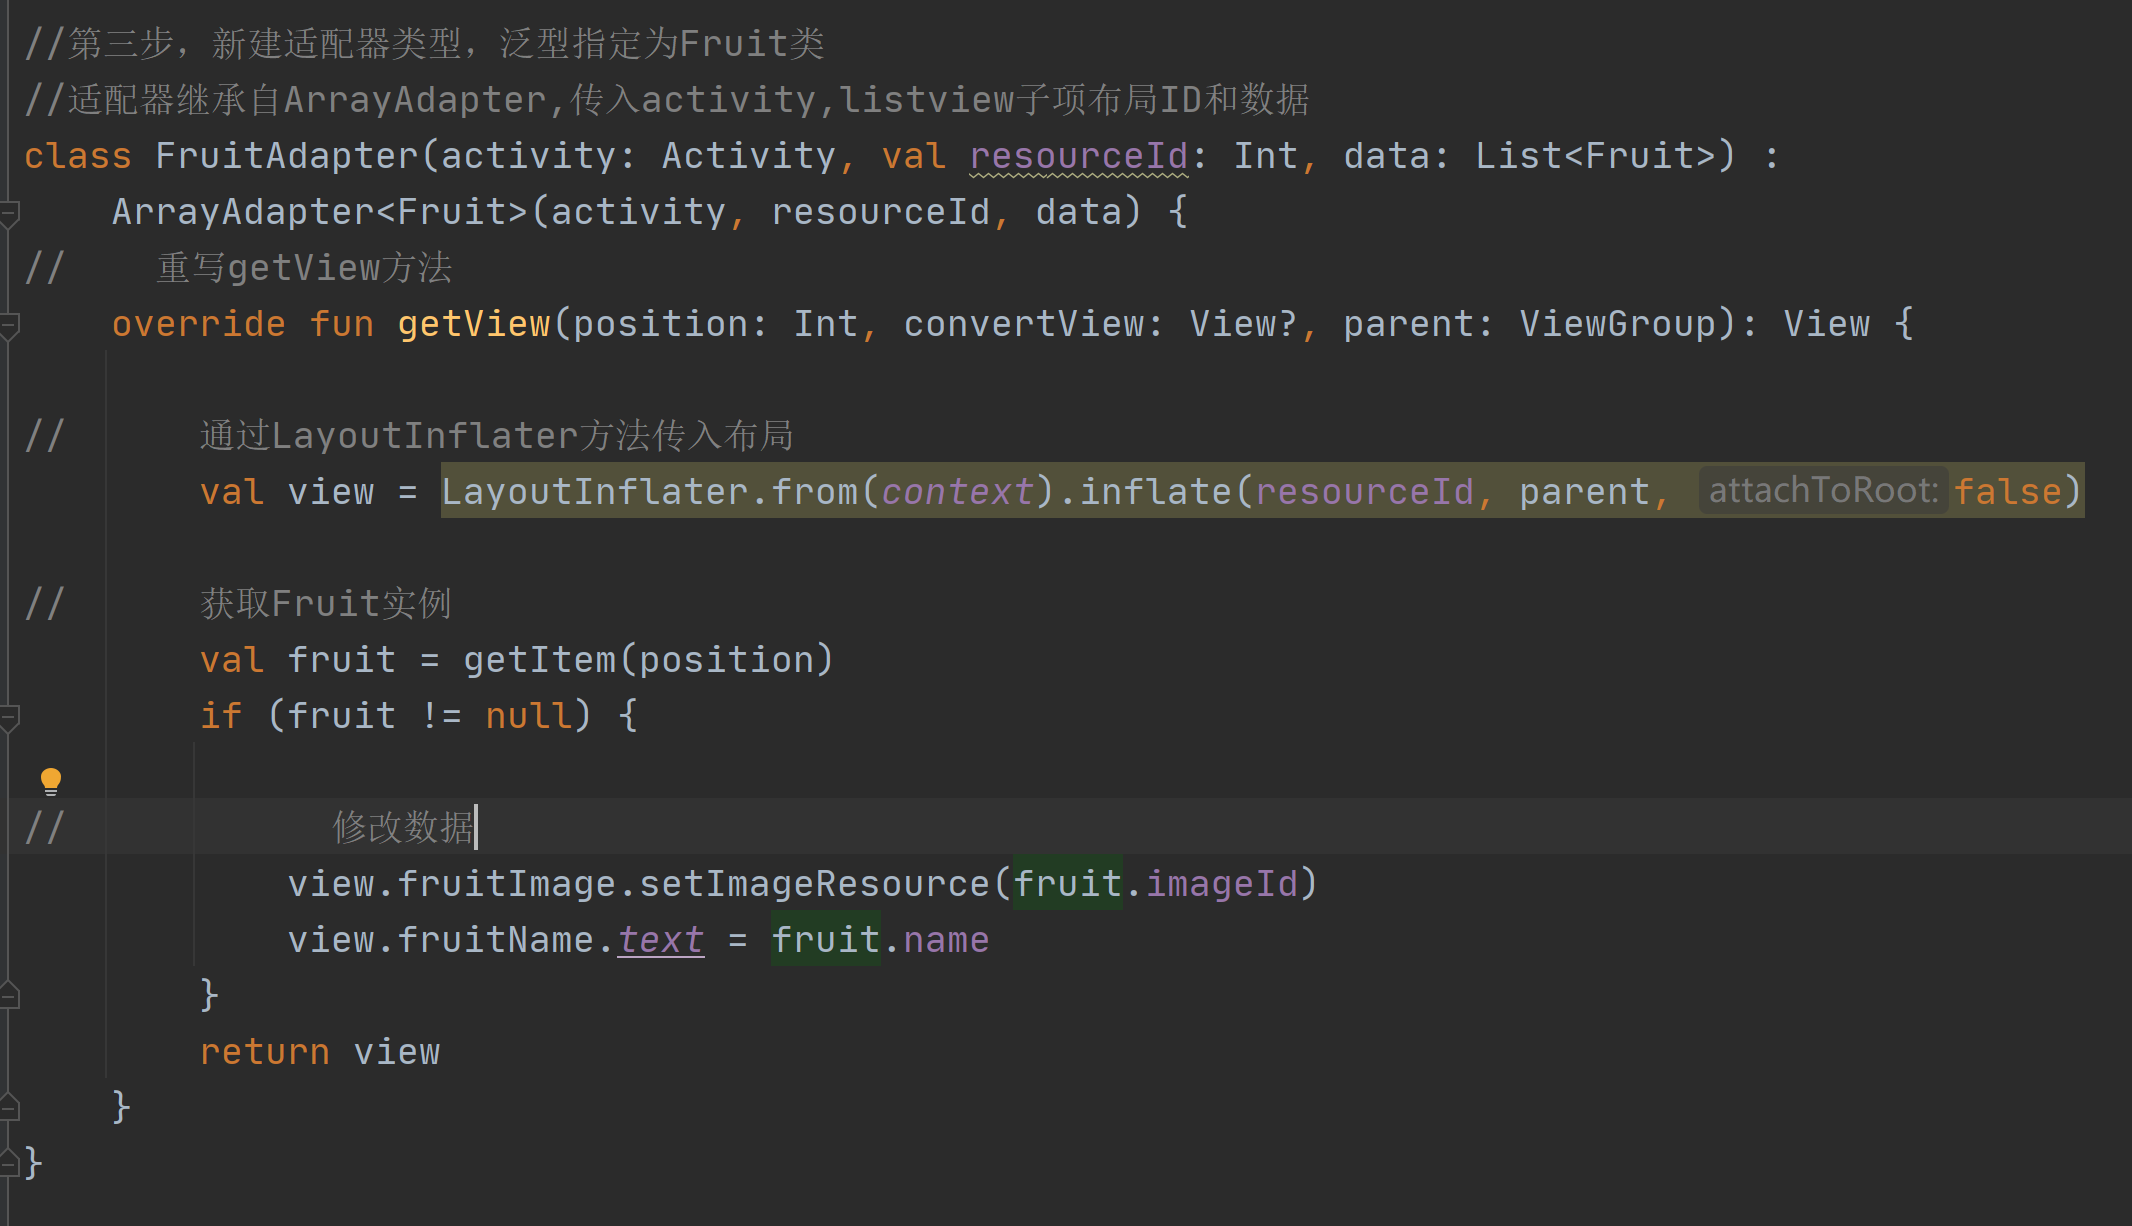 //第三步，新建适配器类型，泛型指定为Fruit类
//适配器继承自ArrayAdapter,传入activity,listview子项布局ID和数据
class FruitAdapter(activity: Activity, val resourceId: Int, data: List<Fruit>) :
    ArrayAdapter<Fruit>(activity, resourceId, data) {
//    重写getView方法
    override fun getView(position: Int, convertView: View?, parent: ViewGroup): View {
//      通过LayoutInflater方法传入布局
        val view = LayoutInflater.from(context).inflate(resourceId, parent, attachToRoot: false)
//      获取Fruit实例
        val fruit = getItem(position)
        if (fruit != null) {
//            修改数据
            view.fruitImage.setImageResource(fruit.imageId)
            view.fruitName.text = fruit.name
        }
        return view
    }
}